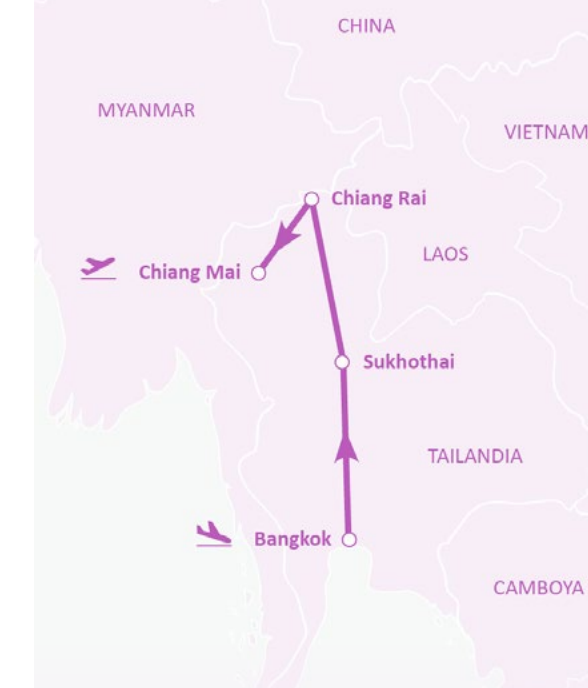 CHINA
MYANMAR
VIETNAM
Chiang Rai
LAOS
Chiang Mai
Sukhothai
TAILANDIA
Bangkok
CAMBOYA